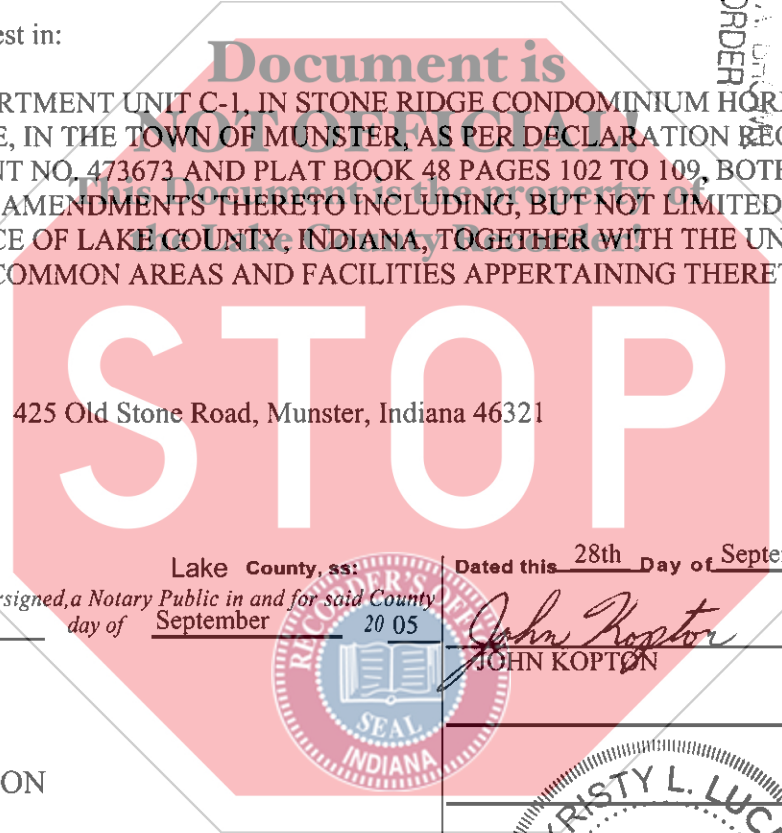 est in:
ORDER
Document is
NOT OFFICIAL!
This Document is the property of
the Lake County Recorder!
RTMENT UNIT C-1, IN STONE RIDGE CONDOMINIUM HOR
E, IN THE TOWN OF MUNSTER, AS PER DECLARATION REC
NT NO. 473673 AND PLAT BOOK 48 PAGES 102 TO 109, BOTH
AMENDMENTS THERETO INCLUDING, BUT NOT LIMITED
CE OF LAKE COUNTY, INDIANA, TOGETHER WITH THE UN
COMMON AREAS AND FACILITIES APPERTAINING THERET
STOP
425 Old Stone Road, Munster, Indiana 46321
Lake County, ss:
rsigned, a Notary Public in and for said County
day of September 20 05
Dated this 28th Day of Septe
John Kopton
JOHN KOPTON
RECORDER'S OFFICE
SEAL
INDIANA
ON
RISTY L. LUC